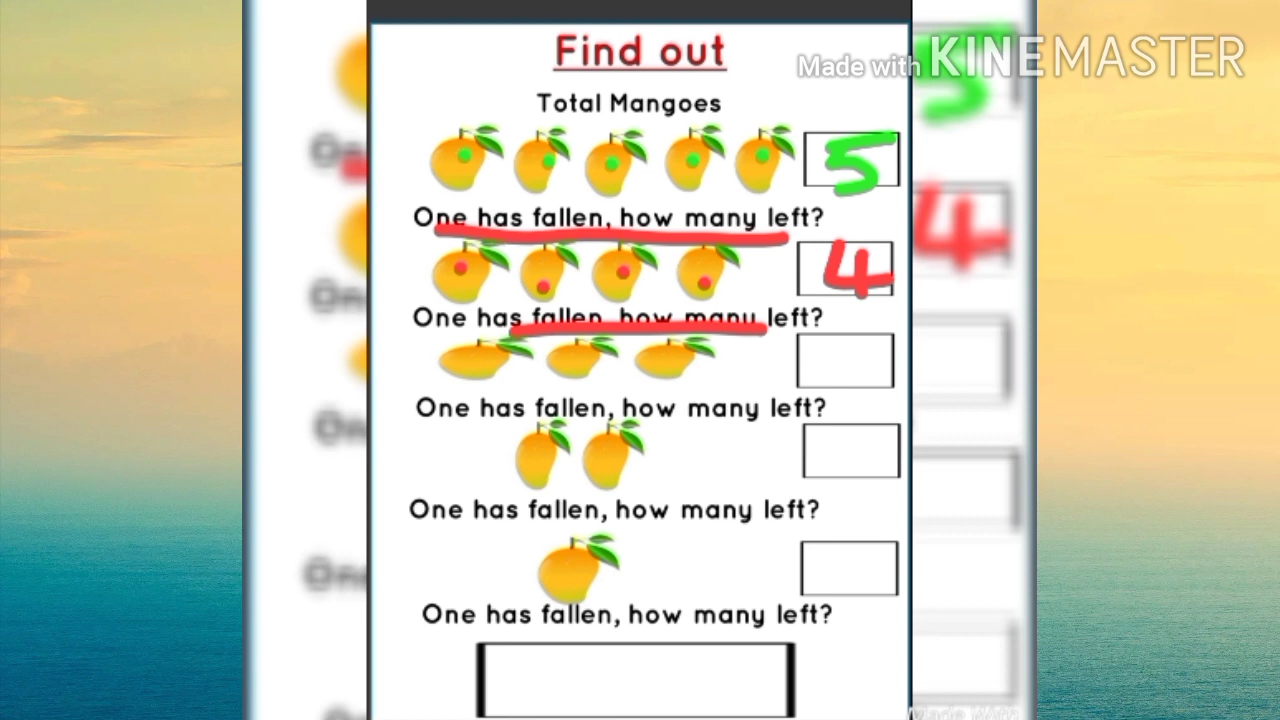 Find out
Made with KINEMASTER
Total Mangoes
5
5
One has fallen, how many left?
4
4
One has fallen, how many left?
One has fallen, how many left?
One has fallen, how many left?
One has fallen, how many left?